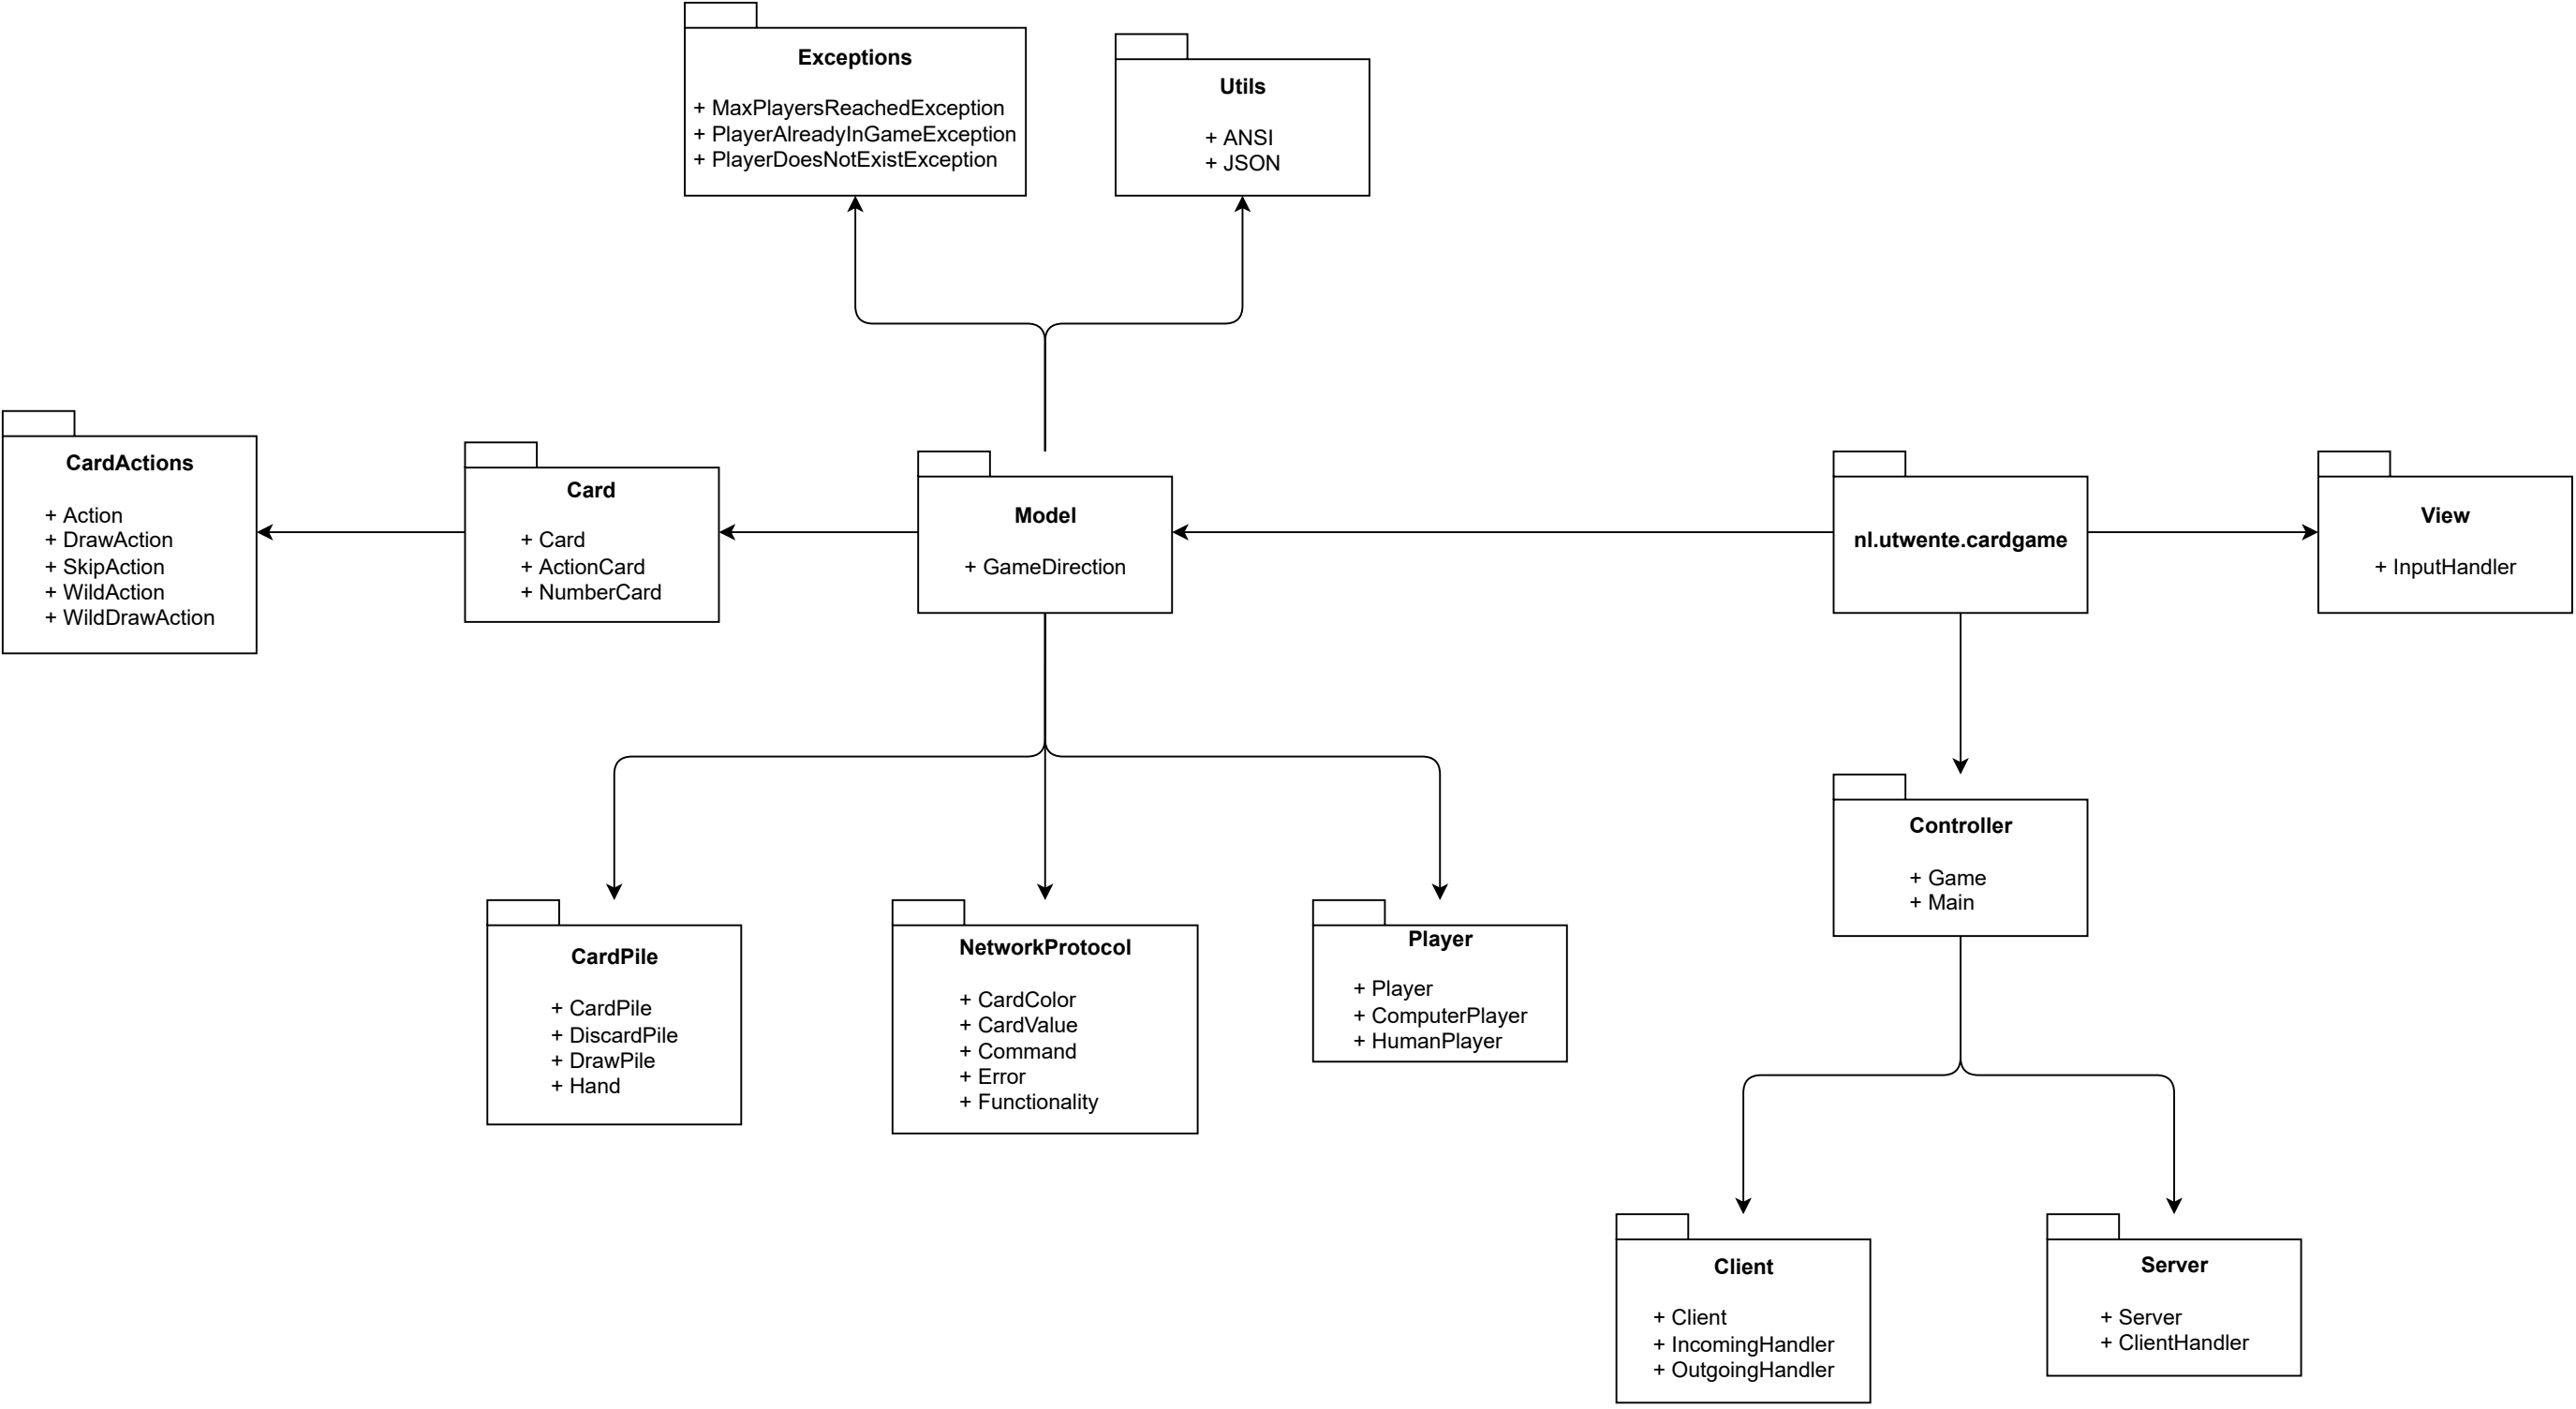 Exceptions
+ MaxPlayersReachedException
+ PlayerAlreadyInGameException
+ PlayerDoesNotExistException
Utils
+ ANSI
+ JSON
CardActions
+ Action
+ DrawAction
+ SkipAction
+ WildAction
+ WildDrawAction
Card
+ Card
+ ActionCard
+ NumberCard
Model
+ GameDirection
nl.utwente.cardgame
View
+ InputHandler
Controller
+ Game
+ Main
CardPile
+ CardPile
+ DiscardPile
+ DrawPile
+ Hand
NetworkProtocol
+ CardColor
+ CardValue
+ Command
+ Error
+ Functionality
Player
+ Player
+ ComputerPlayer
+ HumanPlayer
Client
+ Client
+ IncomingHandler
+ OutgoingHandler
Server
+ Server
+ ClientHandler